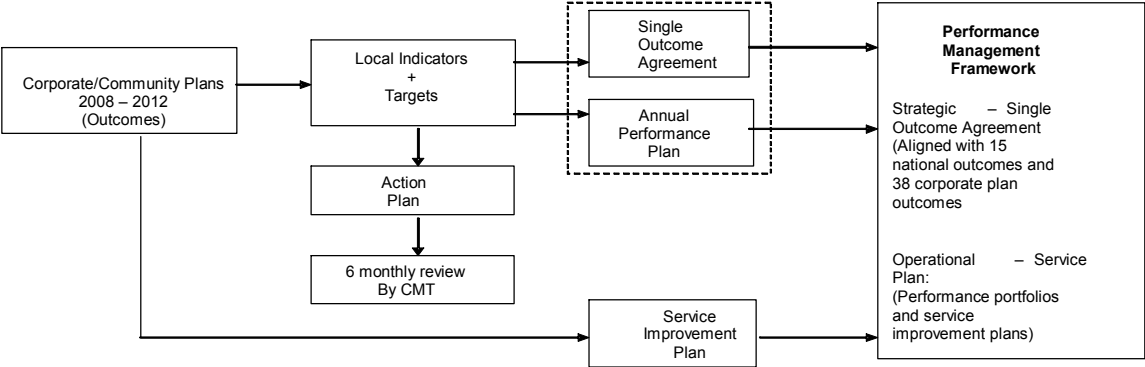 Corporate/Community Plans
2008 – 2012
(Outcomes)
Local Indicators
+
Targets
Action
Plan
6 monthly review
By CMT
Single
Outcome
Agreement
Annual
Performance
Plan
Service
Improvement
Plan
Performance
Management
Framework
Strategic – Single
Outcome Agreement
(Aligned with 15
national outcomes and
38 corporate plan
outcomes
Operational – Service
Plan:
(Performance portfolios
and service
improvement plans)